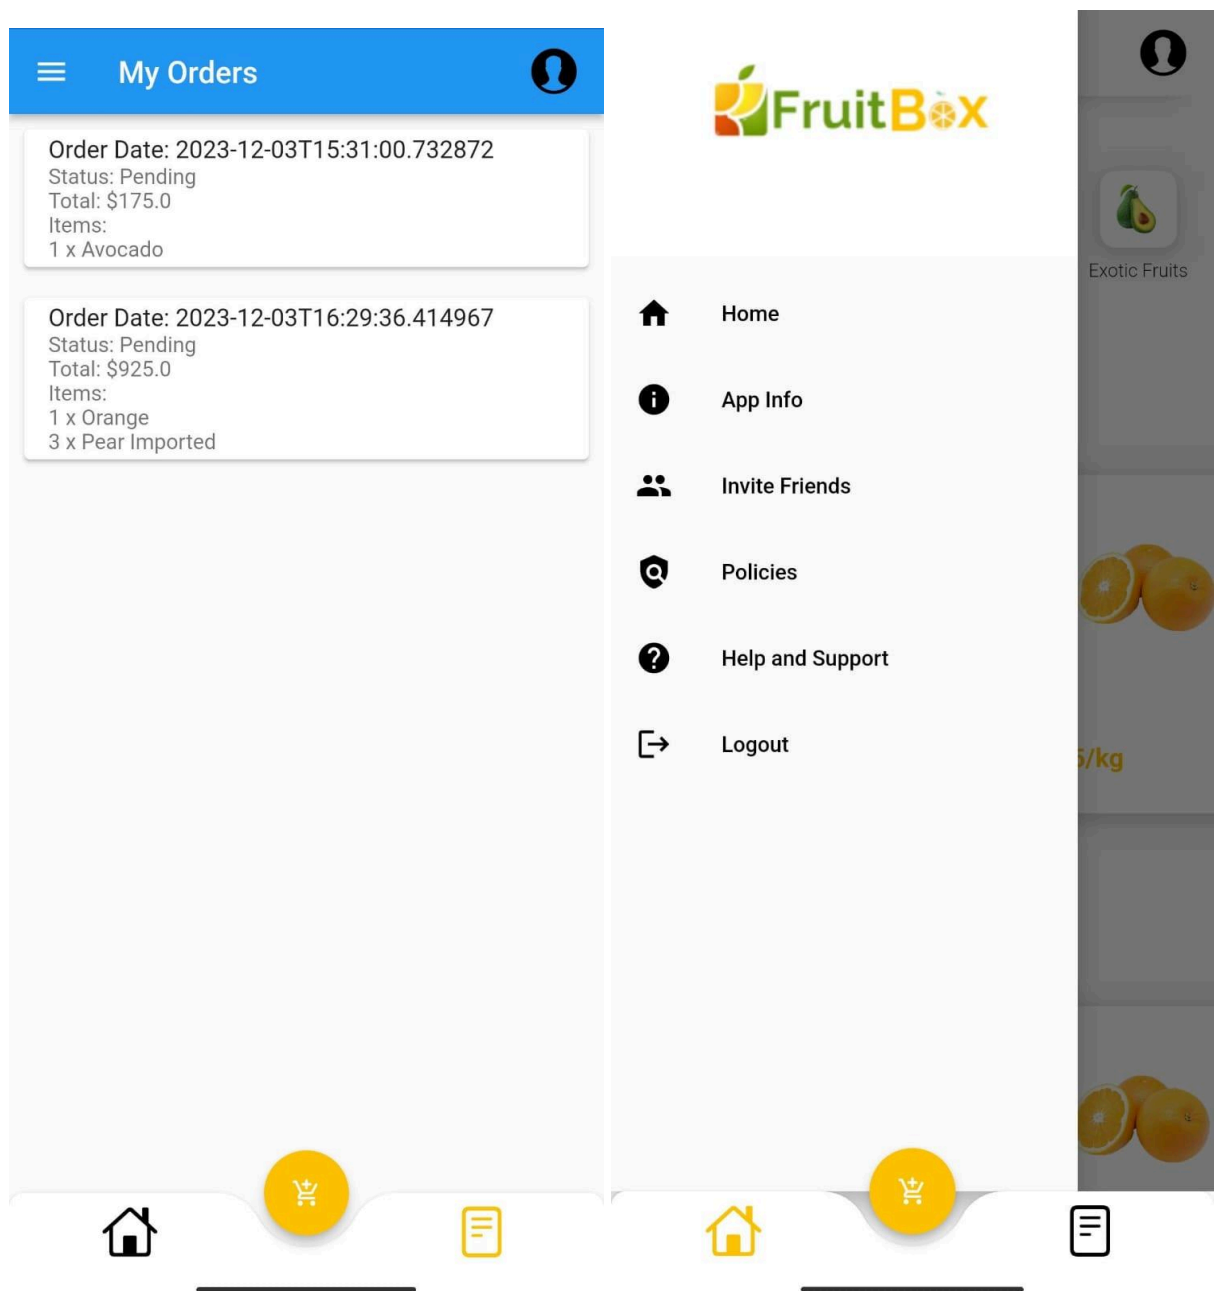 My Orders
Order Date: 2023-12-03T15:31:00.732872
Status: Pending
Total: $175.0
Items:
1 x Avocado
Order Date: 2023-12-03T16:29:36.414967
Status: Pending
Total: $925.0
Items:
1 x Orange
3 x Pear Imported
FruitBox
Home
App Info
Invite Friends
Policies
Help and Support
Logout
Exotic Fruits
/kg